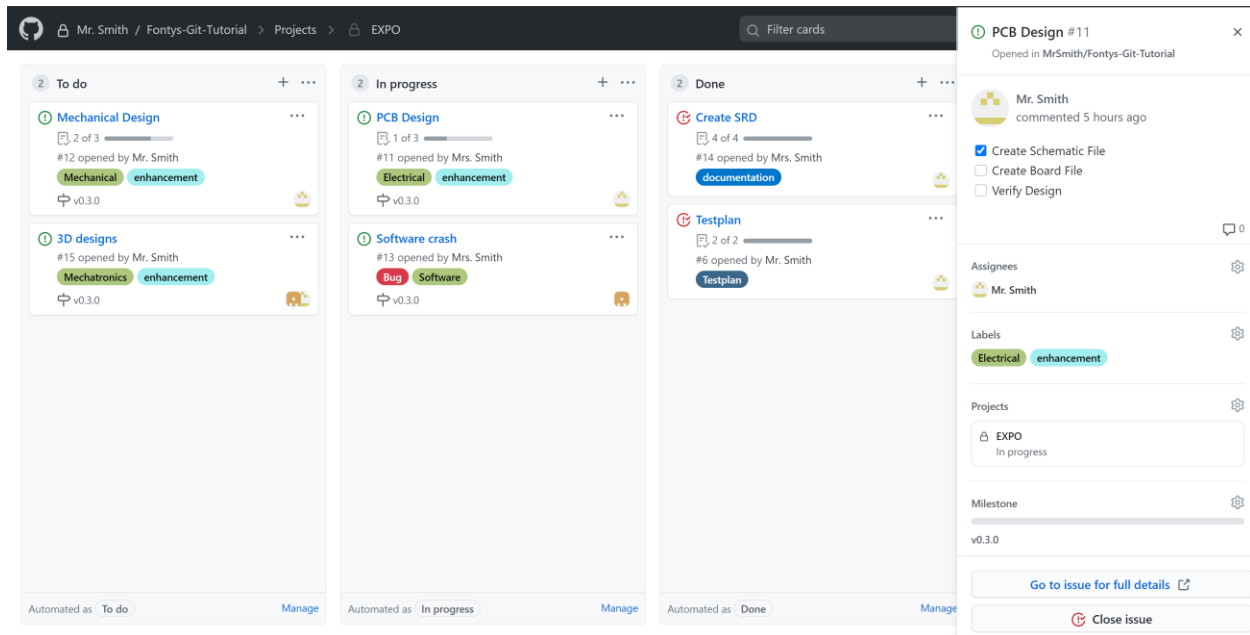 Mr. Smith / Fontys-Git-Tutorial > Projects > EXPO
Filter cards
2 To do
Mechanical Design
2 of 3
#12 opened by Mr. Smith
Mechanical enhancement
v0.3.0
3D designs
#15 opened by Mr. Smith
Mechatronics enhancement
v0.3.0
Automated as To do Manage
2 In progress
PCB Design
1 of 3
#11 opened by Mrs. Smith
Electrical enhancement
v0.3.0
Software crash
#13 opened by Mrs. Smith
Bug Software
v0.3.0
Automated as In progress Manage
2 Done
Create SRD
4 of 4
#14 opened by Mrs. Smith
documentation
Testplan
2 of 2
#6 opened by Mr. Smith
Testplan
Automated as Done Manage
PCB Design #11
Opened in MrSmith/Fontys-Git-Tutorial
Mr. Smith
commented 5 hours ago
Create Schematic File
Create Board File
Verify Design
0
Assignees
Mr. Smith
Labels
Electrical enhancement
Projects
EXPO
In progress
Milestone
v0.3.0
Go to issue for full details
Close issue